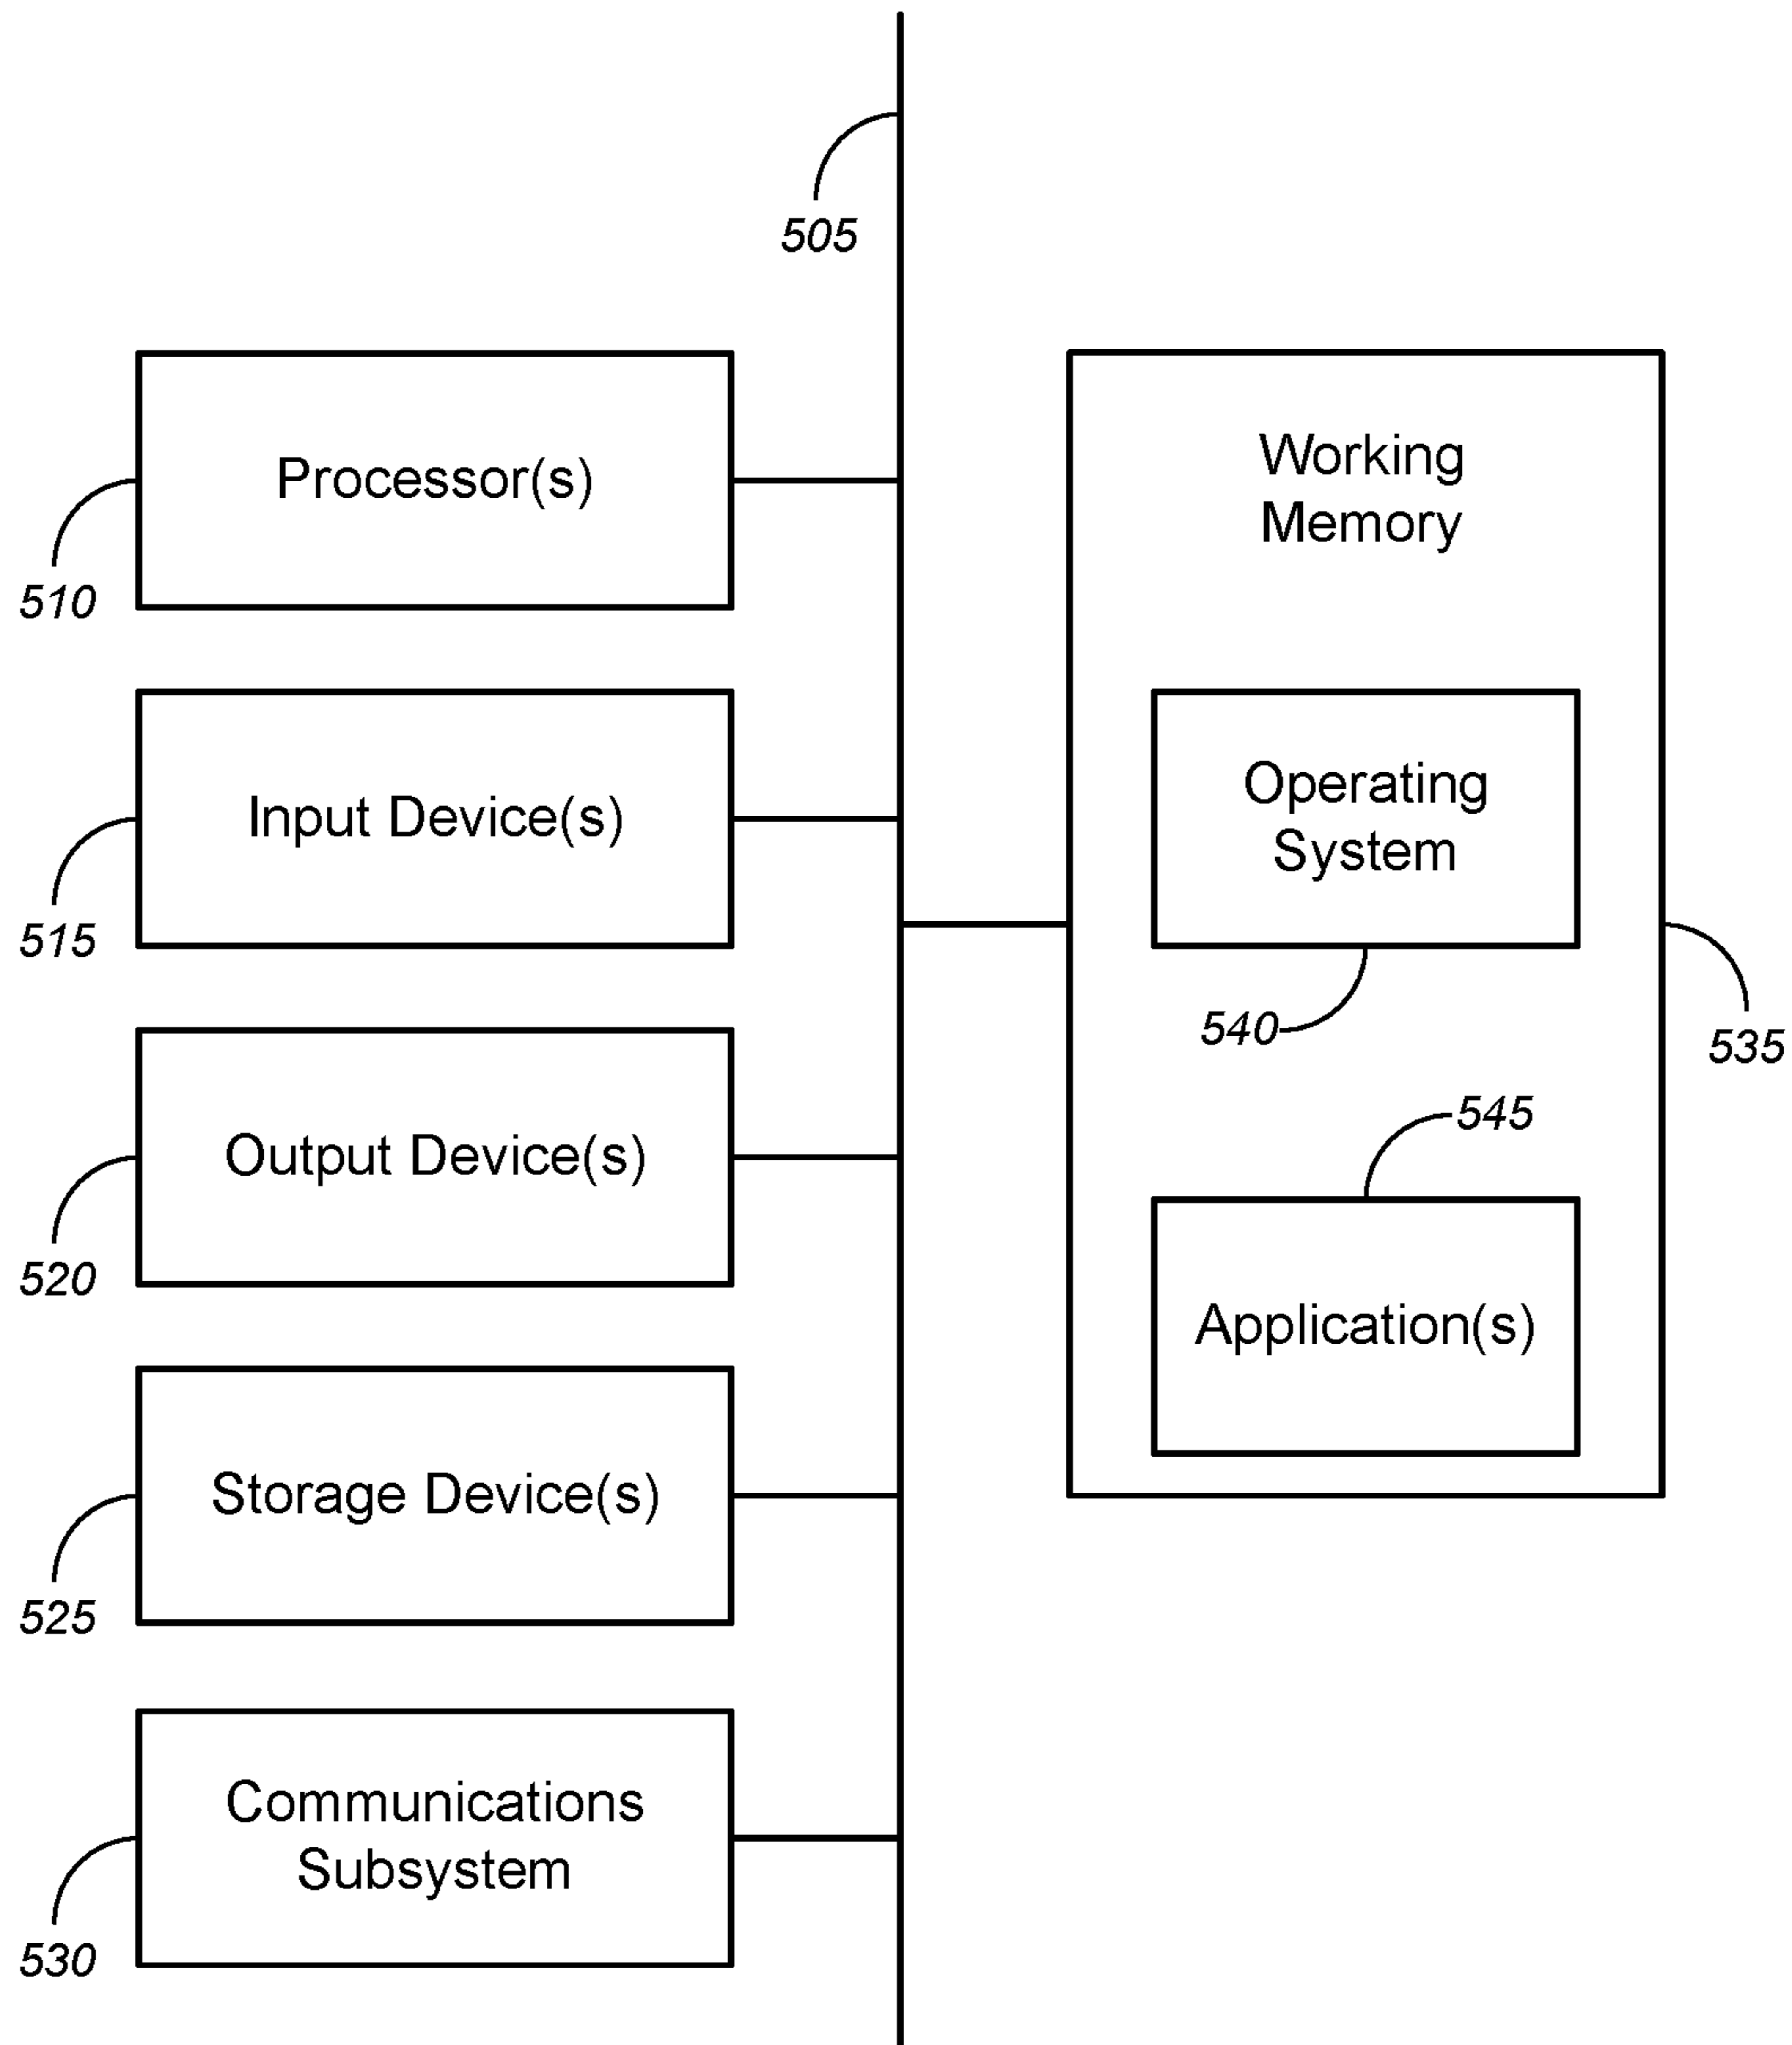 505
Processor(s)
510
Input Device(s)
515
Output Device(s)
520
Storage Device(s)
525
Communications
Subsystem
530
Working
Memory
Operating
System
540
535
545
Application(s)